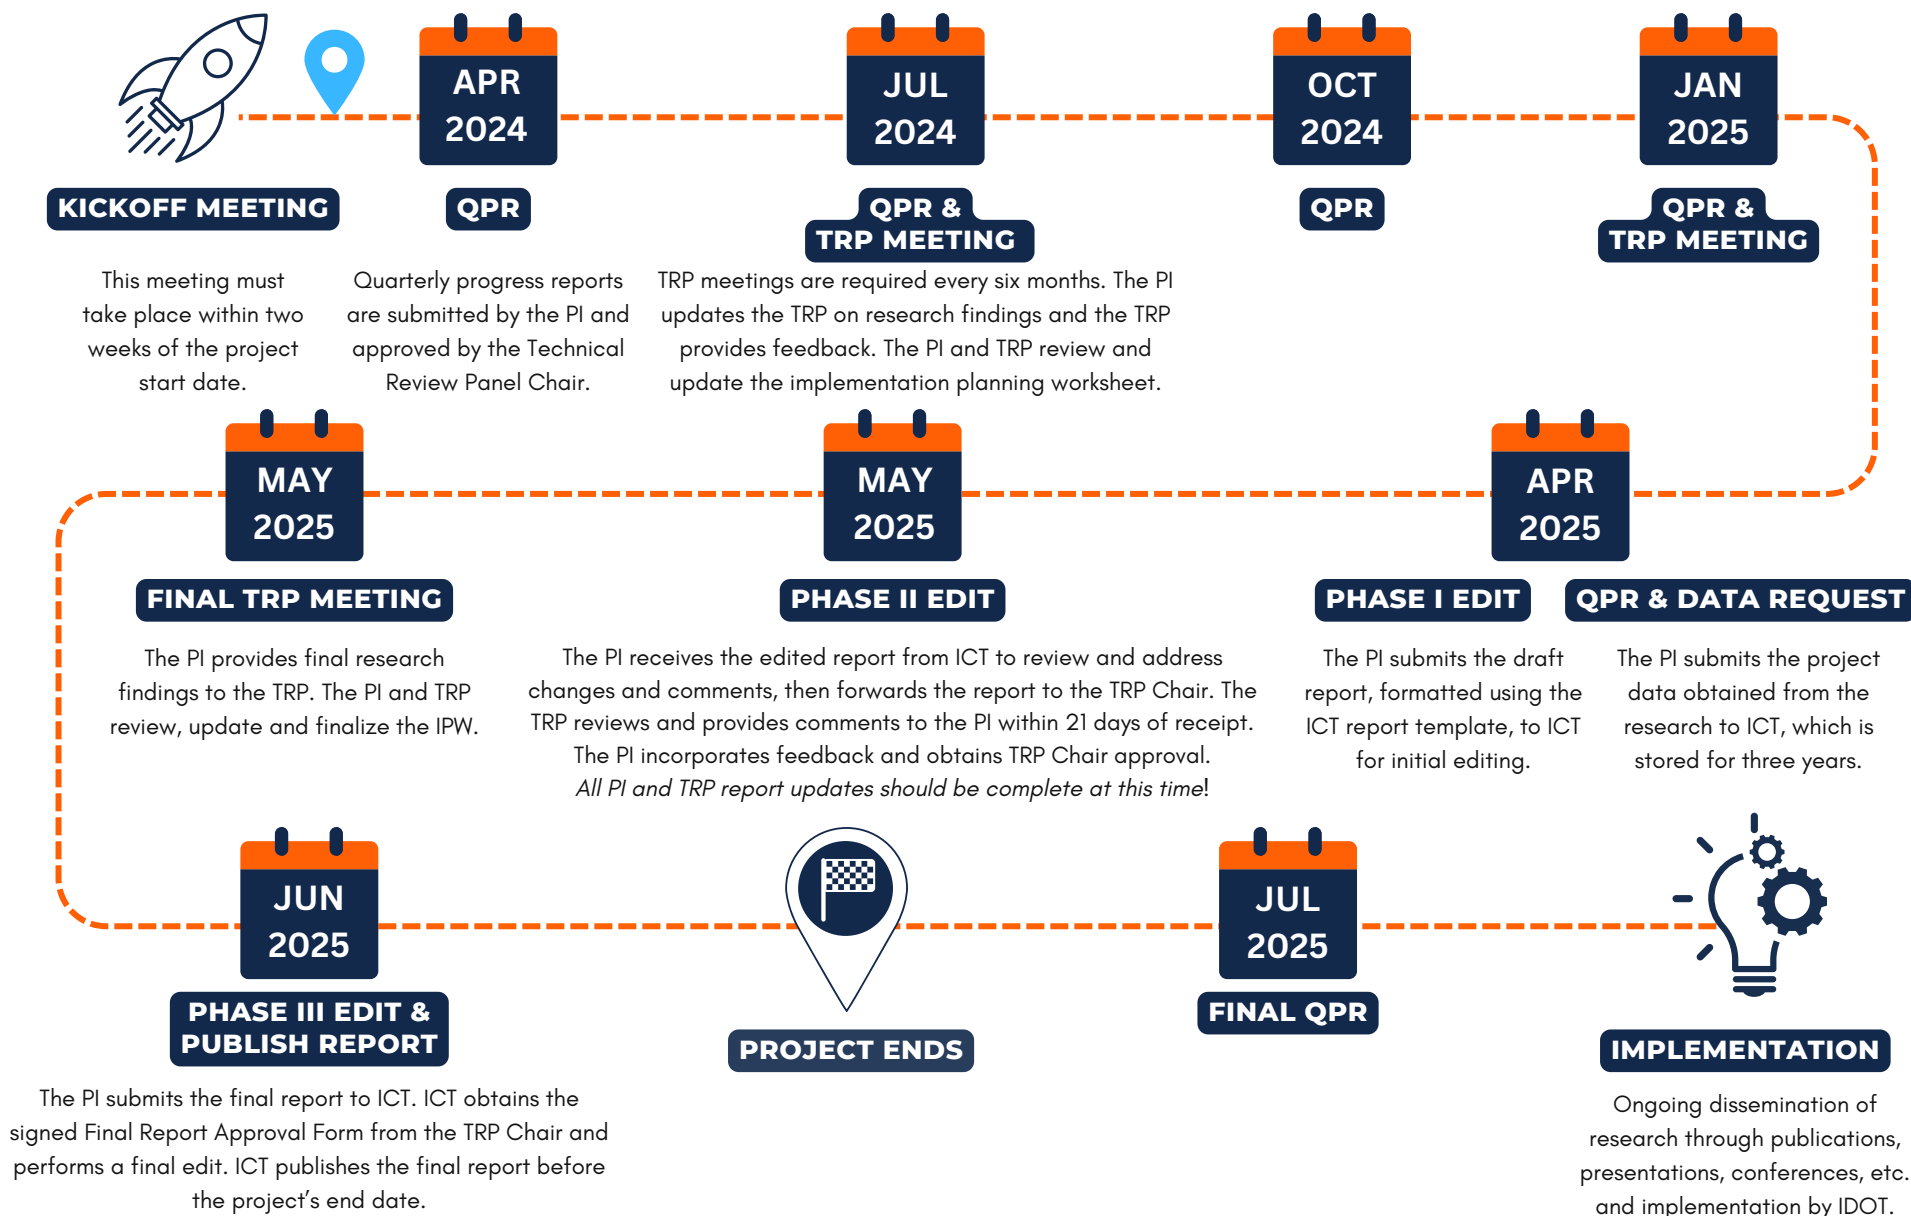 APR
2024
JUL
2024
OCT
2024
JAN
2025
KICKOFF MEETING
This meeting must
take place within two
weeks of the project
start date.
QPR
Quarterly progress reports
are submitted by the PI and
approved by the Technical
Review Panel Chair.
QPR &
TRP MEETING
TRP meetings are required every six months. The PI
updates the TRP on research findings and the TRP
provides feedback. The PI and TRP review and
update the implementation planning worksheet.
QPR
QPR &
TRP MEETING
APR
2025
PHASE I EDIT
The PI submits the draft
report, formatted using the
ICT report template, to ICT
for initial editing.
QPR & DATA REQUEST
The PI submits the project
data obtained from the
research to ICT, which is
stored for three years.
MAY
2025
PHASE II EDIT
The PI receives the edited report from ICT to review and address
changes and comments, then forwards the report to the TRP Chair. The
TRP reviews and provides comments to the PI within 21 days of receipt.
The PI incorporates feedback and obtains TRP Chair approval.
All PI and TRP report updates should be complete at this time!
MAY
2025
FINAL TRP MEETING
The PI provides final research
findings to the TRP. The PI and TRP
review, update and finalize the IPW.
JUN
2025
PHASE III EDIT &
PUBLISH REPORT
The PI submits the final report to ICT. ICT obtains the
signed Final Report Approval Form from the TRP Chair and
performs a final edit. ICT publishes the final report before
the project's end date.
PROJECT ENDS
JUL
2025
FINAL QPR
IMPLEMENTATION
Ongoing dissemination of
research through publications,
presentations, conferences, etc.
and implementation by IDOT.